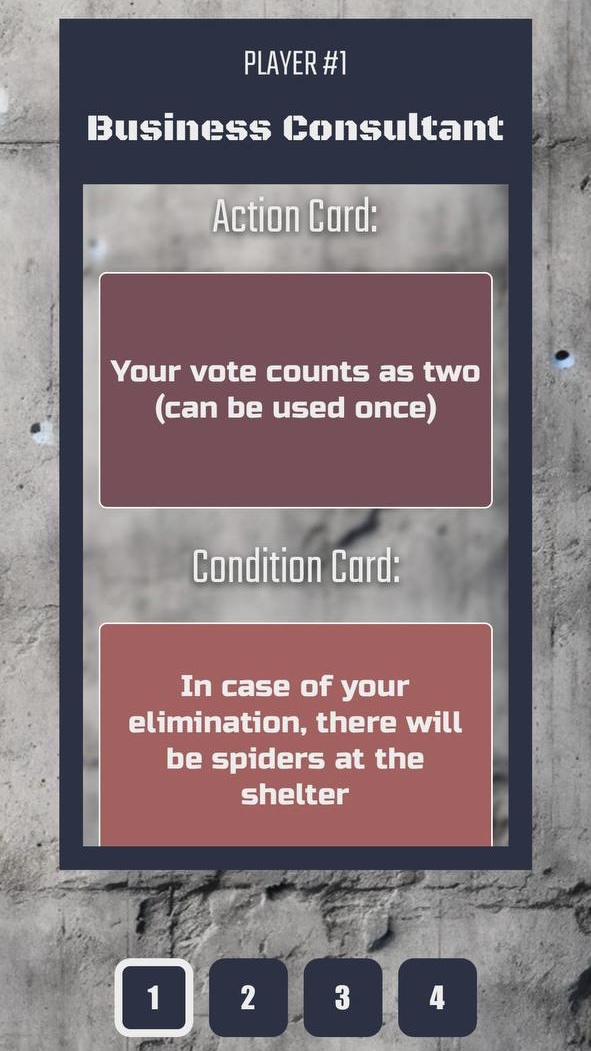 PLAYER #1
Business Consultant
Action Card:
Your vote counts as two
(can be used once)
Condition Card:
In case of your
elimination, there will
be spiders at the
shelter
1
2
3
4